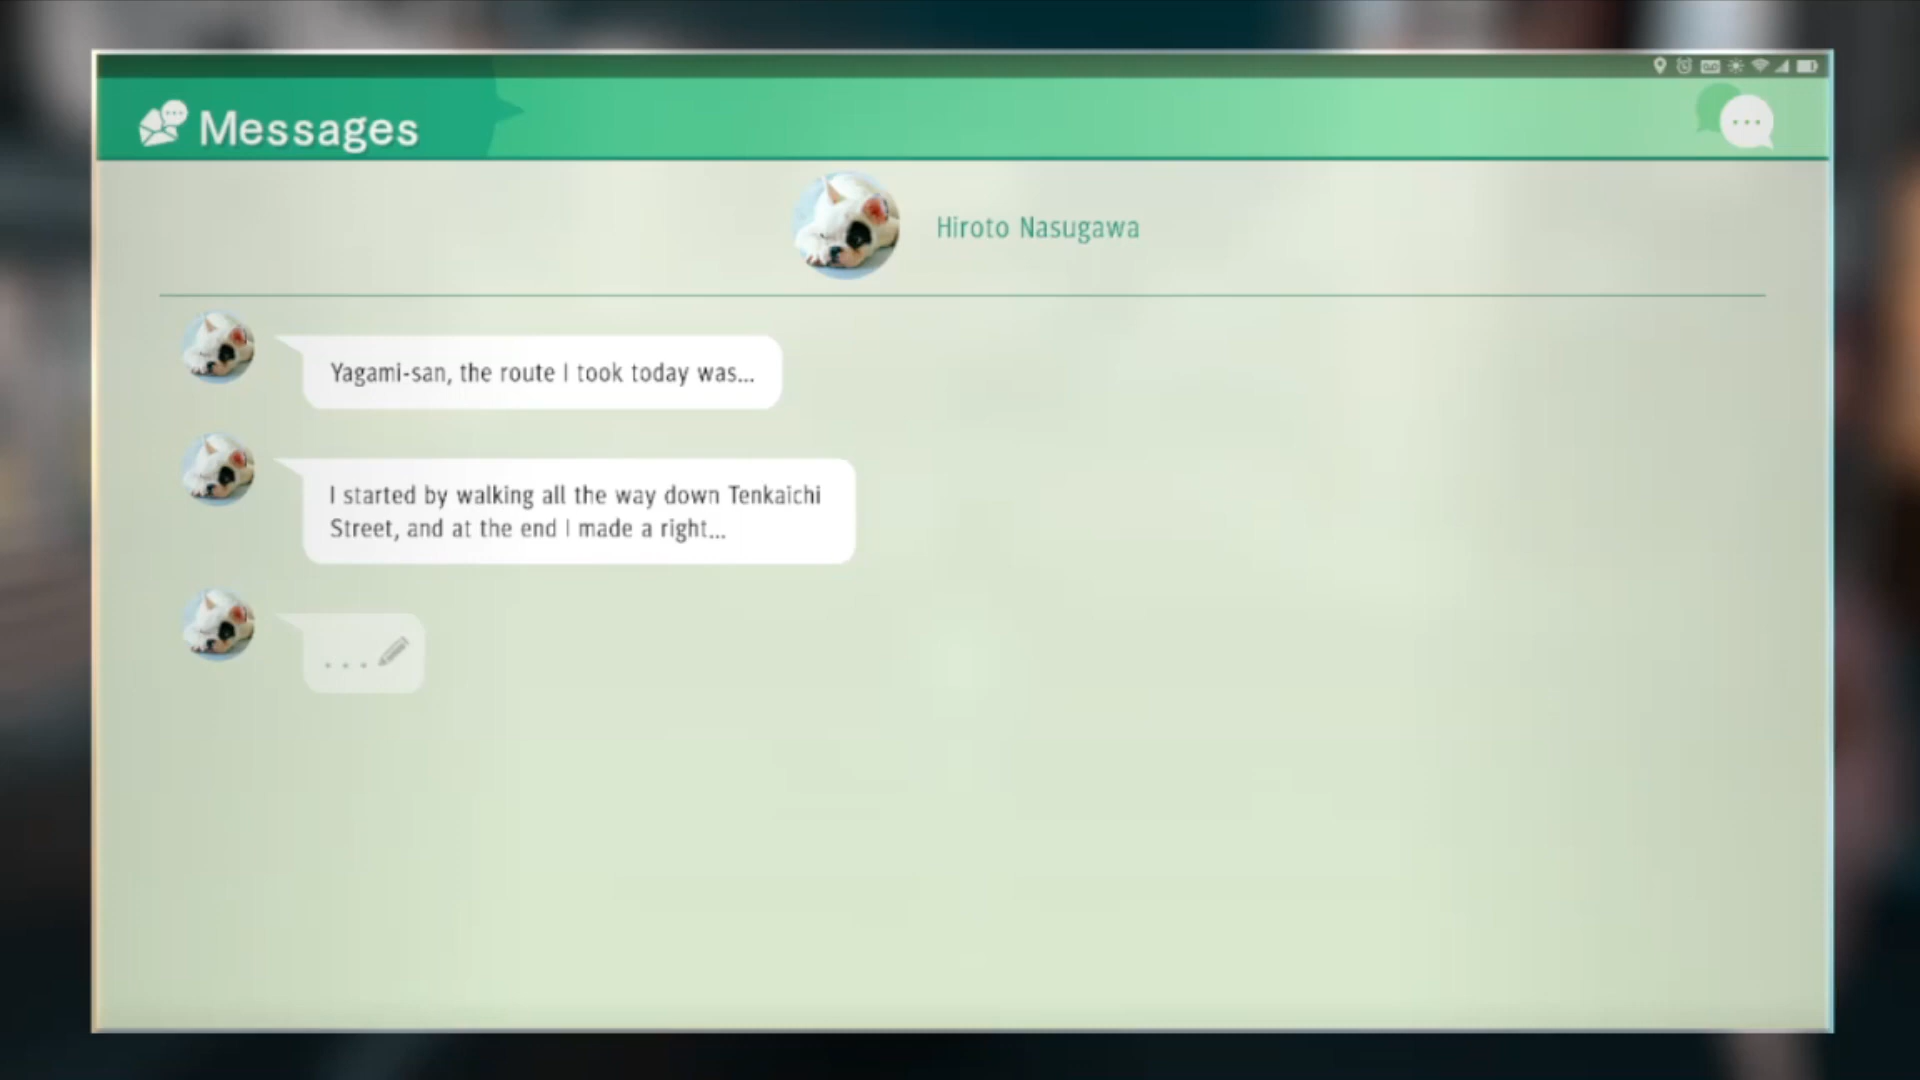 Messages
Hiroto Nasugawa
Yagami-san, the route I took today was...
I started by walking all the way down Tenkaichi
Street, and at the end I made a right...
...